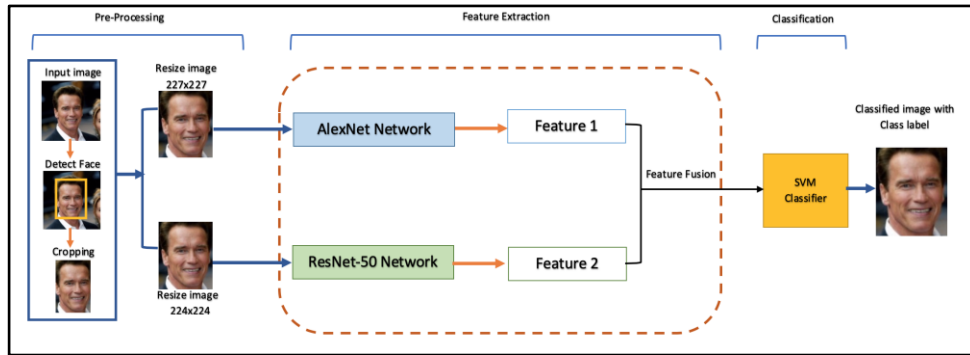 Pre-Processing
Feature Extraction
Classification
Input image
Detect Face
Cropping
Resize image
227x227
Resize image
224x224
AlexNet Network
Feature 1
ResNet-50 Network
Feature 2
Feature Fusion
SVM
Classifier
Classified image with
Class label